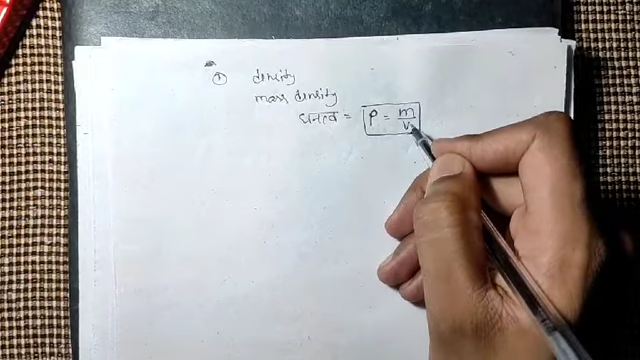 ① density
mass density
घनत्व = ρ = m/v